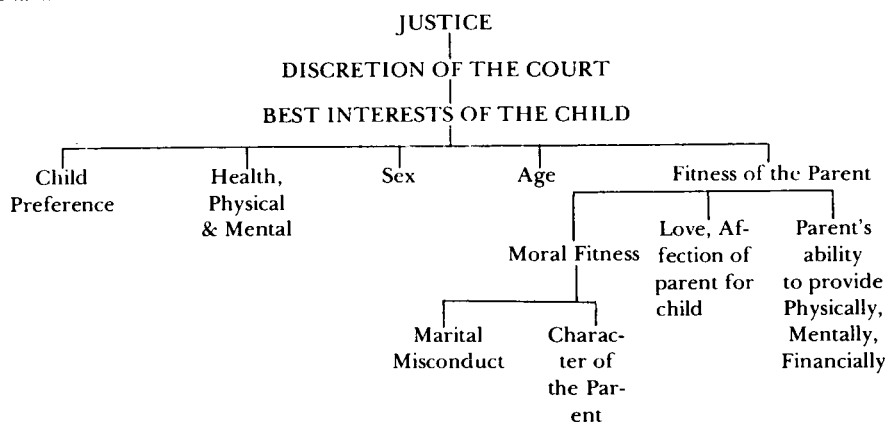 JUSTICE
DISCRETION OF THE COURT
BEST INTERESTS OF THE CHILD
Child
Preference
Health,
Physical
& Mental
Sex
Age
Fitness of the Parent
Moral Fitness
Love, Af-
fection of
parent for
child
Parent's
ability
to provide
Physically,
Mentally,
Financially
Marital
Misconduct
Charac-
ter of
the Par-
ent